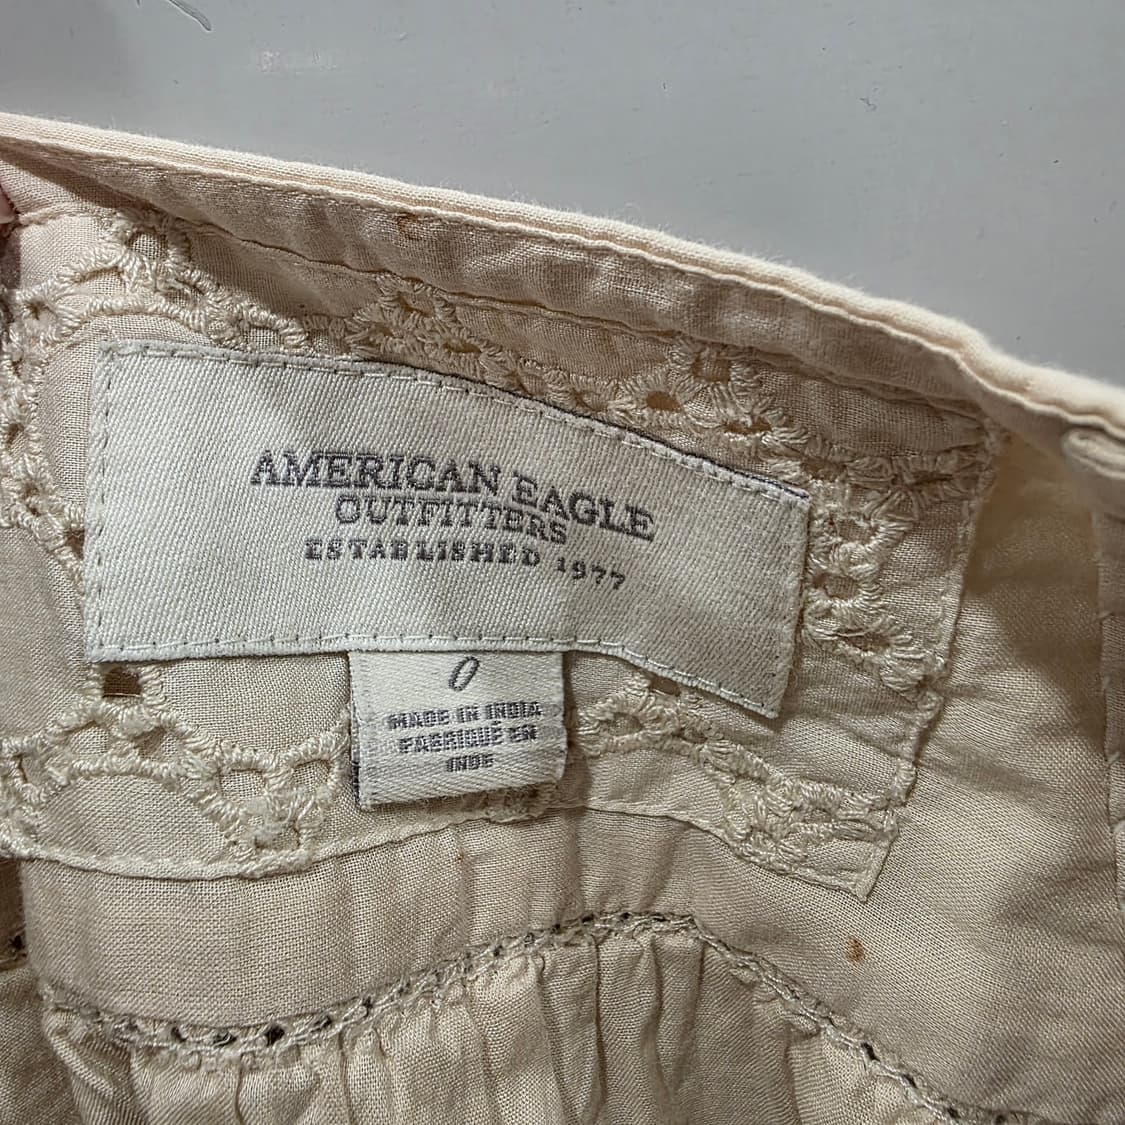 AMERICAN EAGLE
OUTFITTERS
ESTABLISHED 1977
0
MADE IN INDIA
FABRIQUÉ EN
INDE